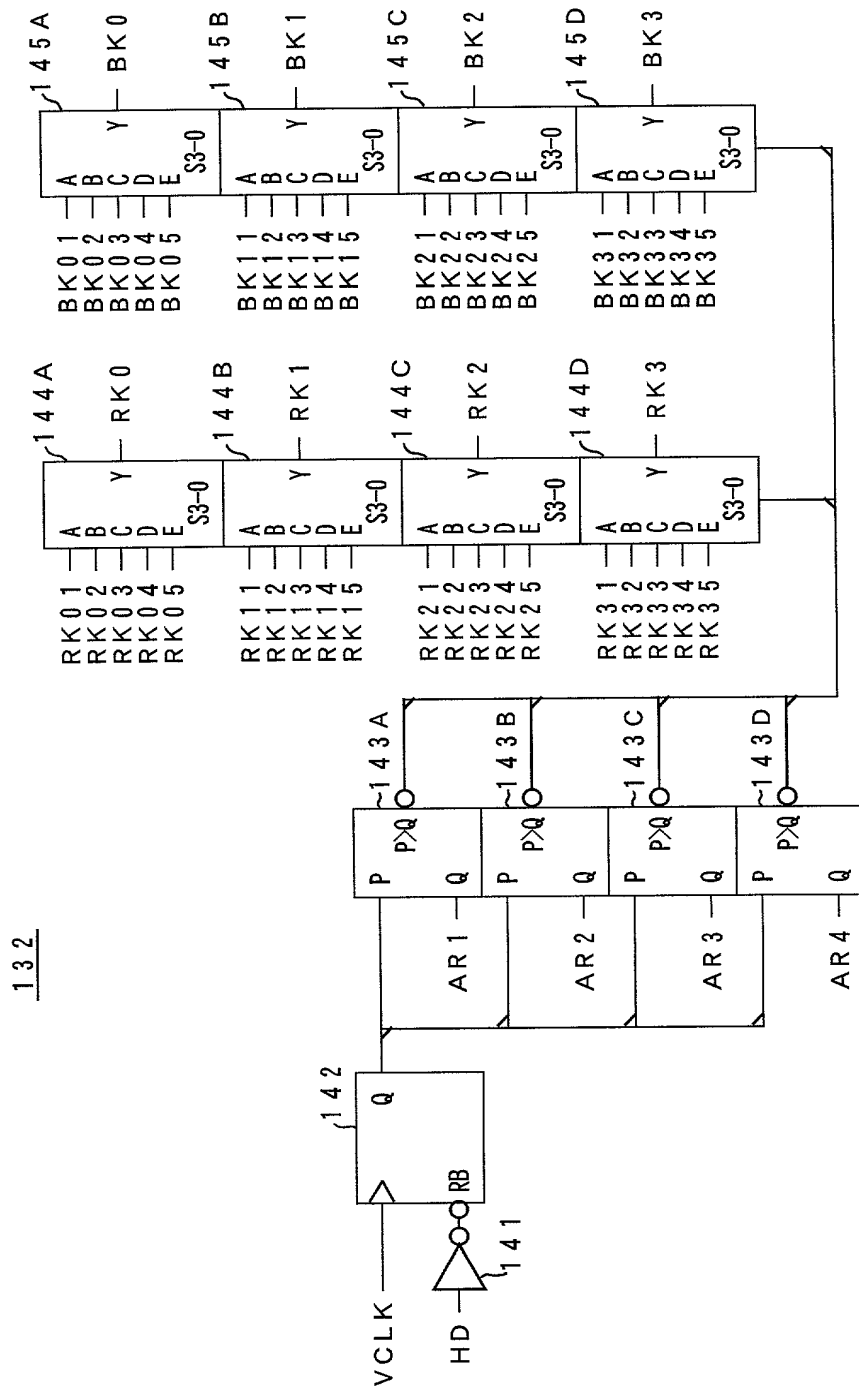 132
VCLK
HD
141
142
Q
RB
143A
P
P>Q
Q
AR1
143B
P
P>Q
Q
AR2
143C
P
P>Q
Q
AR3
143D
P
P>Q
Q
AR4
144A
RK01
RK02
RK03
RK04
RK05
A
B
C
D
E
Y
S3-0
RK0
144B
RK11
RK12
RK13
RK14
RK15
A
B
C
D
E
Y
S3-0
RK1
144C
RK21
RK22
RK23
RK24
RK25
A
B
C
D
E
Y
S3-0
RK2
144D
RK31
RK32
RK33
RK34
RK35
A
B
C
D
E
Y
S3-0
RK3
145A
BK01
BK02
BK03
BK04
BK05
A
B
C
D
E
Y
S3-0
BK0
145B
BK11
BK12
BK13
BK14
BK15
A
B
C
D
E
Y
S3-0
BK1
145C
BK21
BK22
BK23
BK24
BK25
A
B
C
D
E
Y
S3-0
BK2
145D
BK31
BK32
BK33
BK34
BK35
A
B
C
D
E
Y
S3-0
BK3